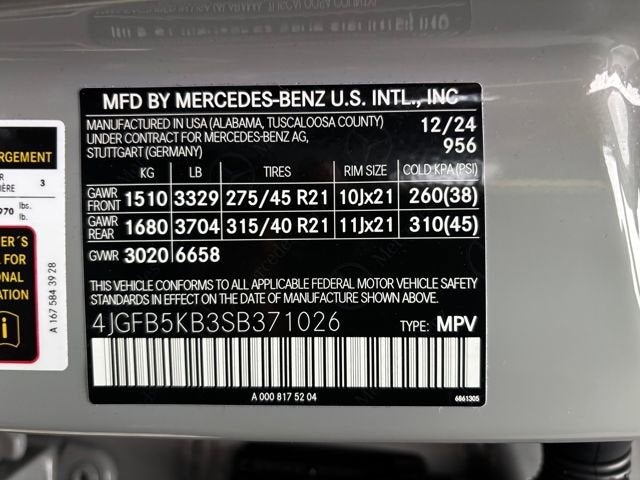 MFD BY MERCEDES-BENZ U.S. INTL., INC
MANUFACTURED IN USA (ALABAMA, TUSCALOOSA COUNTY) 12/24
UNDER CONTRACT FOR MERCEDES-BENZ AG,
STUTTGART (GERMANY) 956
KG LB TIRES RIM SIZE COLD:KPA(PSI)
GAWR FRONT 1510 3329 275/45 R21 10Jx21 260(38)
GAWR REAR 1680 3704 315/40 R21 11Jx21 310(45)
GVWR 3020 6658
THIS VEHICLE CONFORMS TO ALL APPLICABLE FEDERAL MOTOR VEHICLE SAFETY
STANDARDS IN EFFECT ON THE DATE OF MANUFACTURE SHOWN ABOVE.
4JGFB5KB3SB371026 TYPE: MPV
A 000 817 52 04 6861305
RGEMENT
3
970 lbs.
lb.
FOR
A 167 584 39 28